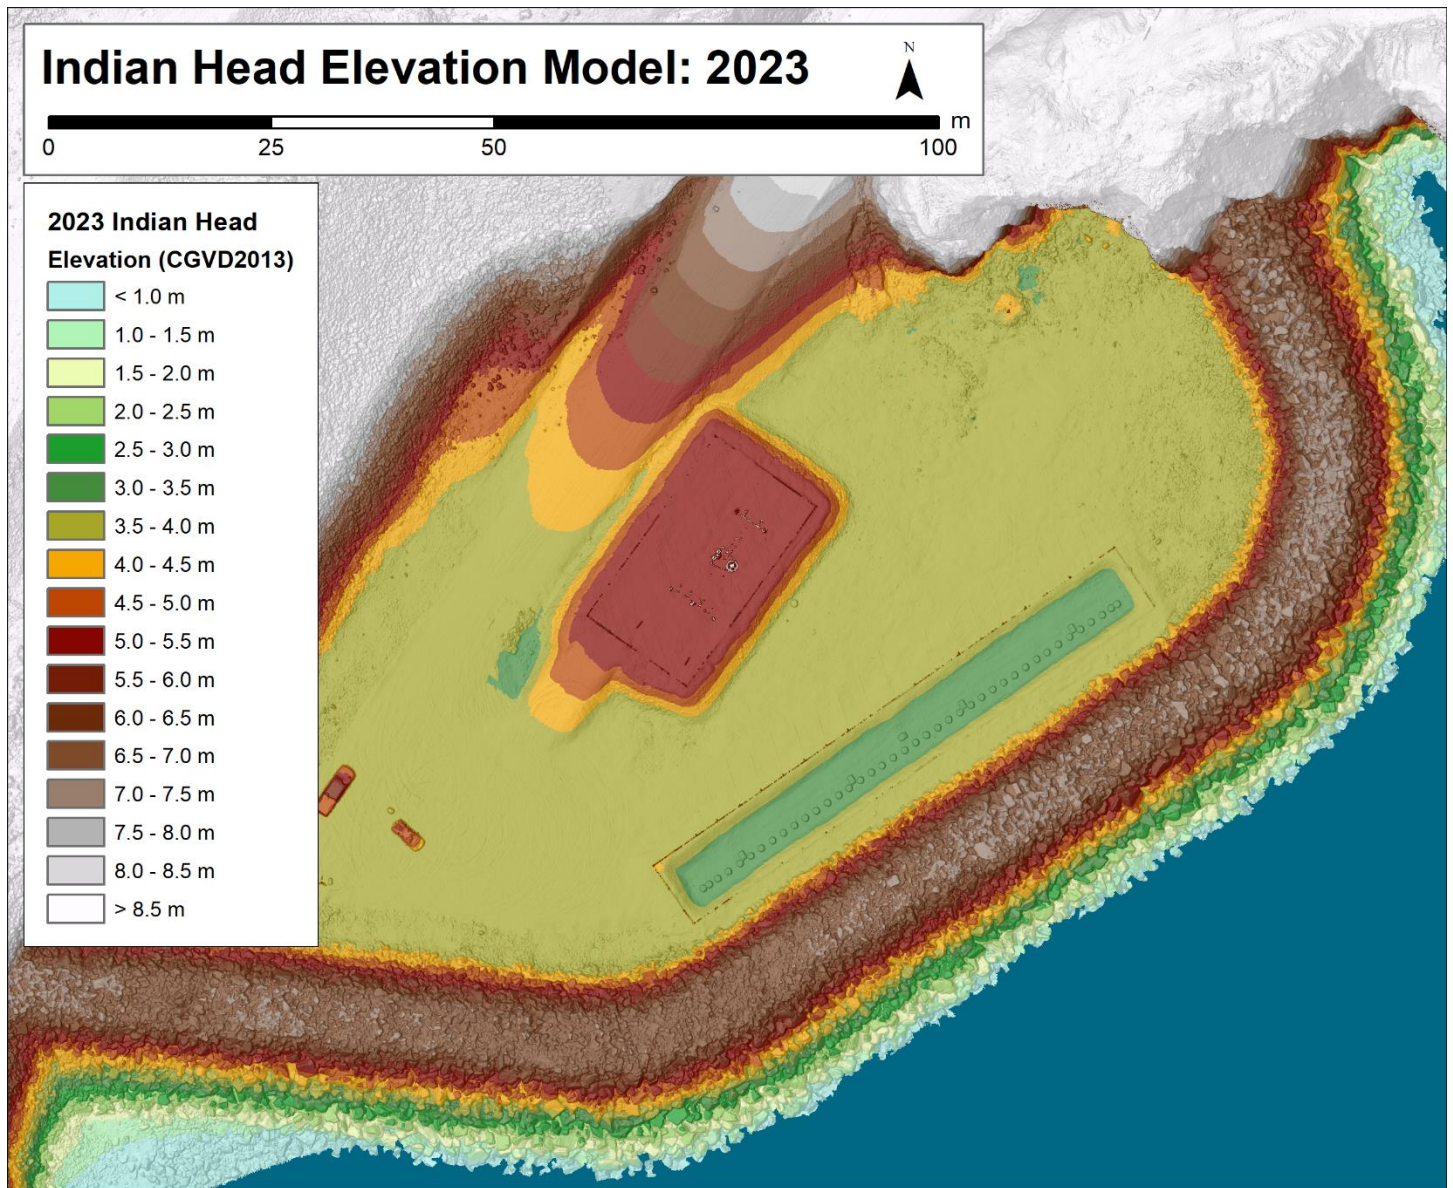 Indian Head Elevation Model: 2023
N
m
0 25 50 100
2023 Indian Head
Elevation (CGVD2013)
< 1.0 m
1.0 - 1.5 m
1.5 - 2.0 m
2.0 - 2.5 m
2.5 - 3.0 m
3.0 - 3.5 m
3.5 - 4.0 m
4.0 - 4.5 m
4.5 - 5.0 m
5.0 - 5.5 m
5.5 - 6.0 m
6.0 - 6.5 m
6.5 - 7.0 m
7.0 - 7.5 m
7.5 - 8.0 m
8.0 - 8.5 m
> 8.5 m